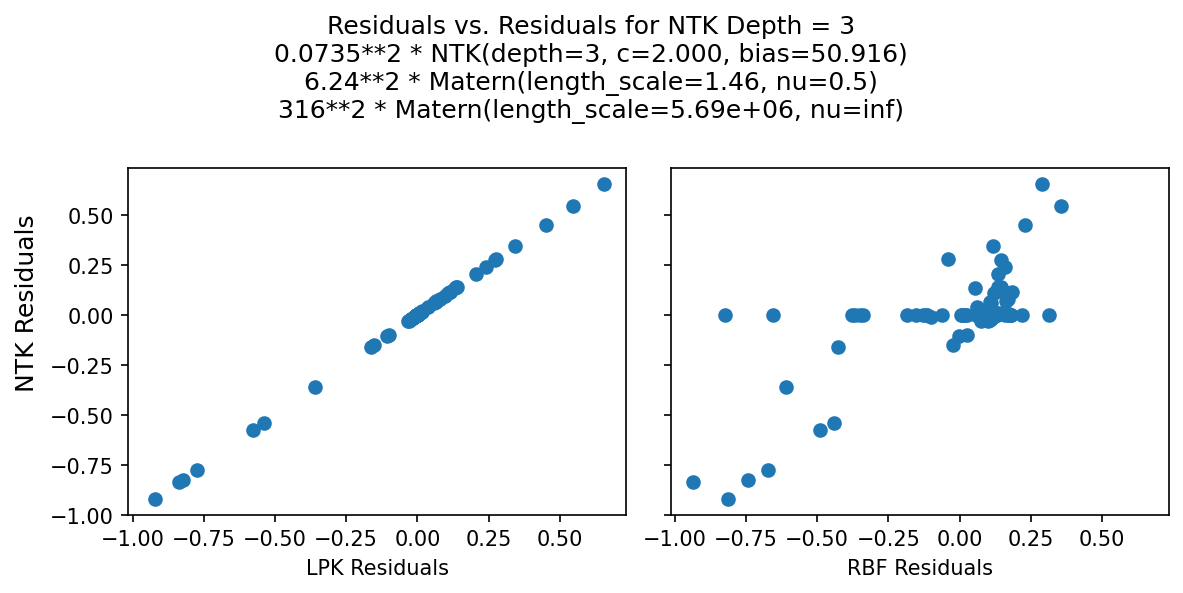 Residuals vs. Residuals for NTK Depth = 3
0.0735**2 * NTK(depth=3, c=2.000, bias=50.916)
6.24**2 * Matern(length_scale=1.46, nu=0.5)
316**2 * Matern(length_scale=5.69e+06, nu=inf)
NTK Residuals
0.50
0.25
0.00
−0.25
−0.50
−0.75
−1.00
−1.00 −0.75 −0.50 −0.25 0.00 0.25 0.50
LPK Residuals
−1.00 −0.75 −0.50 −0.25 0.00 0.25 0.50
RBF Residuals